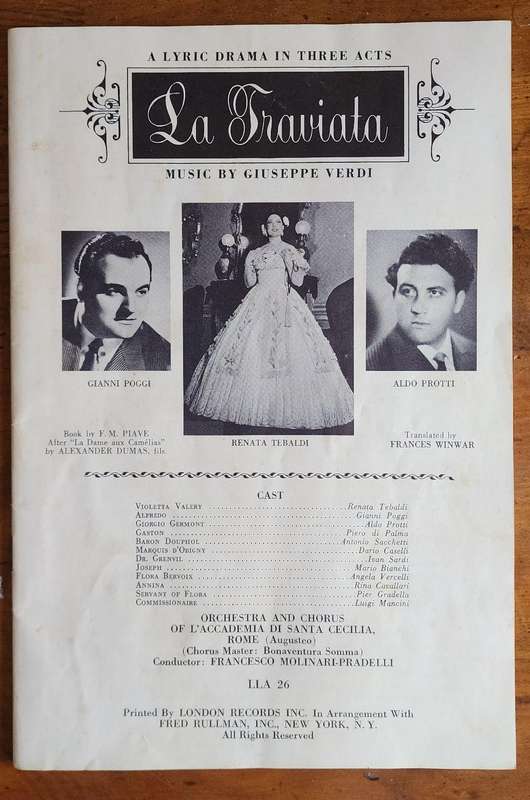 A LYRIC DRAMA IN THREE ACTS
La Traviata
MUSIC BY GIUSEPPE VERDI
GIANNI POGGI
RENATA TEBALDI
ALDO PROTTI
Book by F. M. PIAVE
After "La Dame aux Camélias"
by ALEXANDER DUMAS, fils.
Translated by
FRANCES WINWAR
CAST
VIOLETTA VALERY ........ Renata Tebaldi
ALFREDO ........ Gianni Poggi
GIORGIO GERMONT ........ Aldo Protti
GASTON ........ Piero di Palma
BARON DOUPHOL ........ Antonio Sacchetti
MARQUIS D'OBIGNY ........ Dario Caselli
DR. GRENVIL ........ Ivan Sardi
JOSEPH ........ Mario Bianchi
FLORA BERVOIX ........ Angela Vercelli
ANNINA ........ Rina Cavallari
SERVANT OF FLORA ........ Pier Gradella
COMMISSIONAIRE ........ Luigi Mancini
ORCHESTRA AND CHORUS
OF L'ACCADEMIA DI SANTA CECILIA,
ROME (Augusteo)
(Chorus Master: Bonaventura Somma)
Conductor: FRANCESCO MOLINARI-PRADELLI
LLA 26
Printed By LONDON RECORDS INC. In Arrangement With
FRED RULLMAN, INC., NEW YORK, N. Y.
All Rights Reserved